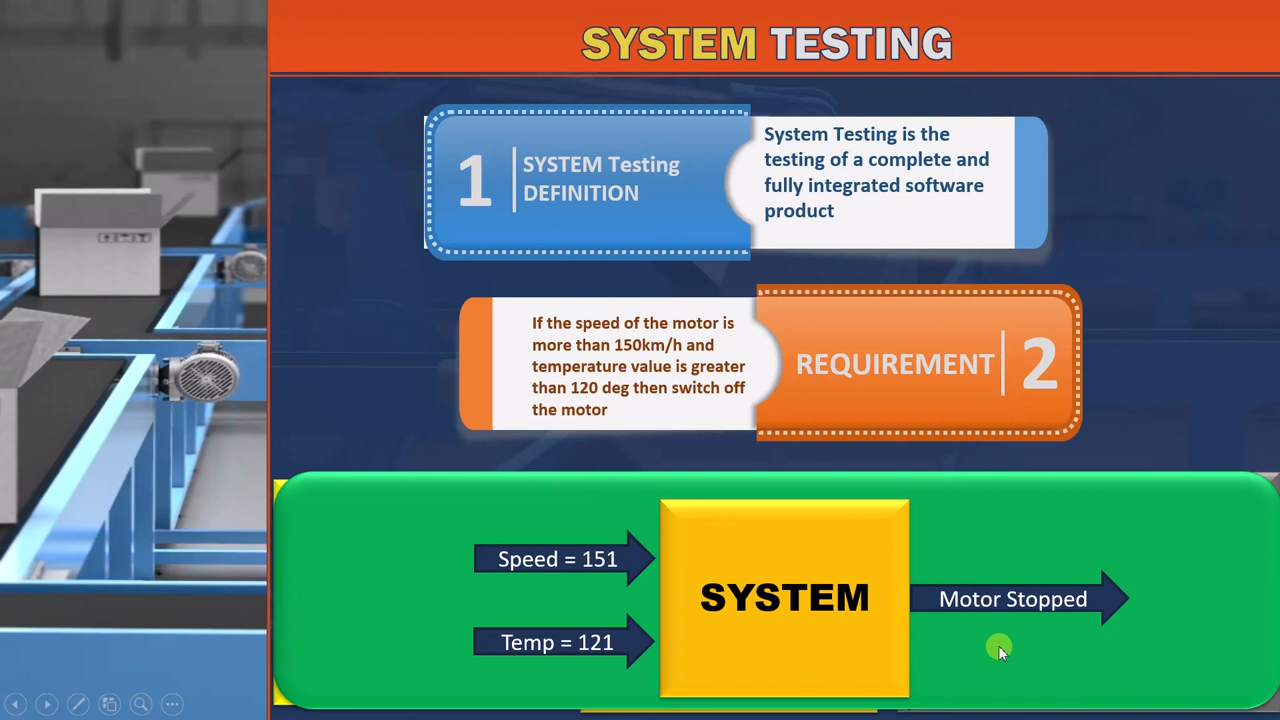 SYSTEM TESTING
1
SYSTEM Testing
DEFINITION
System Testing is the
testing of a complete and
fully integrated software
product
If the speed of the motor is
more than 150km/h and
temperature value is greater
than 120 deg then switch off
the motor
REQUIREMENT
2
Speed = 151
Temp = 121
SYSTEM
Motor Stopped